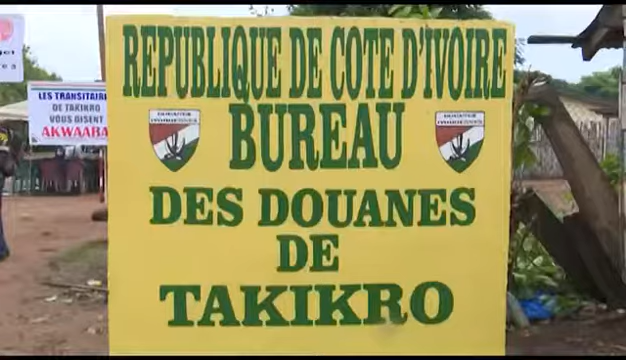 REPUBLIQUE DE COTE D'IVOIRE
BUREAU
DES DOUANES
DE
TAKIKRO
LES TRANSITAIRE
DE TAKIKRO
VOUS DISENT
AKWAABA